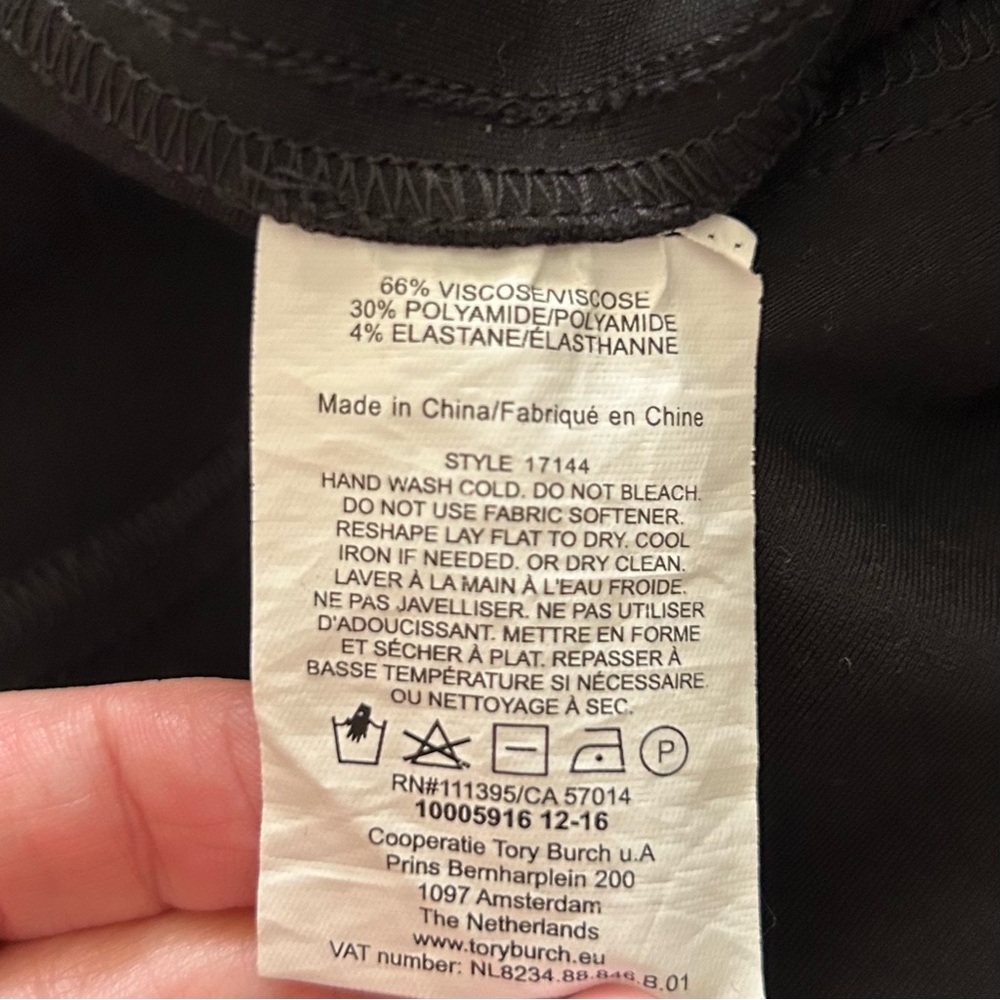 66% VISCOSE/VISCOSE
30% POLYAMIDE/POLYAMIDE
4% ELASTANE/ÉLASTHANNE
Made in China/Fabriqué en Chine
STYLE 17144
HAND WASH COLD. DO NOT BLEACH.
DO NOT USE FABRIC SOFTENER.
RESHAPE LAY FLAT TO DRY. COOL
IRON IF NEEDED. OR DRY CLEAN.
LAVER À LA MAIN À L'EAU FROIDE.
NE PAS JAVELLISER. NE PAS UTILISER
D'ADOUCISSANT. METTRE EN FORME
ET SÉCHER À PLAT. REPASSER À
BASSE TEMPÉRATURE SI NÉCESSAIRE.
OU NETTOYAGE À SEC.
P
RN#111395/CA 57014
10005916 12-16
Cooperatie Tory Burch u.A
Prins Bernharplein 200
1097 Amsterdam
The Netherlands
www.toryburch.eu
VAT number: NL8234.88.846.B.01